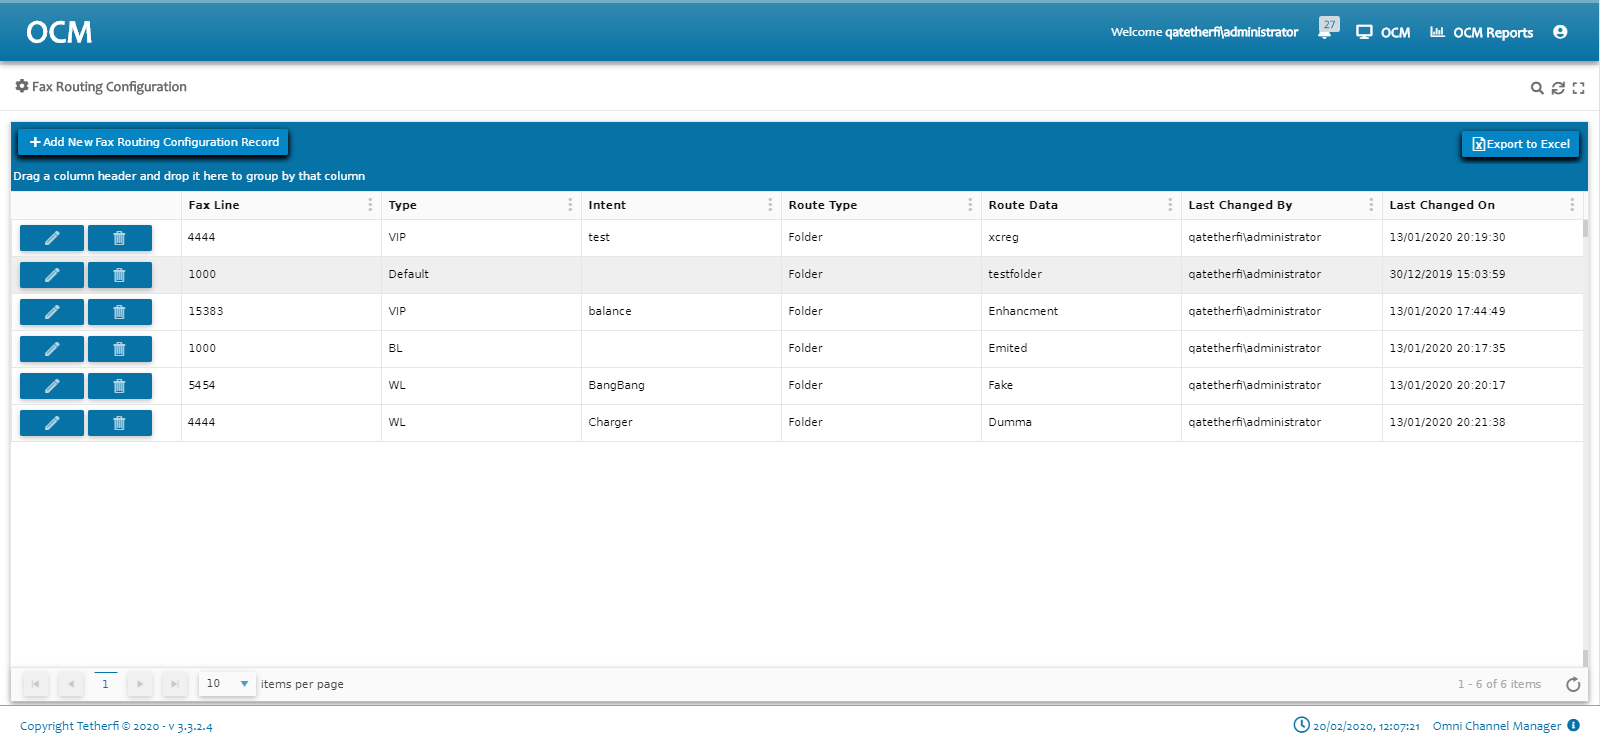 OCM
Welcome qatetherfi\administrator 27 OCM OCM Reports
Fax Routing Configuration
Add New Fax Routing Configuration Record
Export to Excel
Drag a column header and drop it here to group by that column
Fax Line Type Intent Route Type Route Data Last Changed By Last Changed On
4444 VIP test Folder xcreg qatetherfi\administrator 13/01/2020 20:19:30
1000 Default Folder testfolder qatetherfi\administrator 30/12/2019 15:03:59
15383 VIP balance Folder Enhancment qatetherfi\administrator 13/01/2020 17:44:49
1000 BL Folder Emited qatetherfi\administrator 13/01/2020 20:17:35
5454 WL BangBang Folder Fake qatetherfi\administrator 13/01/2020 20:20:17
4444 WL Charger Folder Dumma qatetherfi\administrator 13/01/2020 20:21:38
1 10 items per page 1 - 6 of 6 items
Copyright Tetherfi © 2020 - v 3.3.2.4 20/02/2020, 12:07:21 Omni Channel Manager